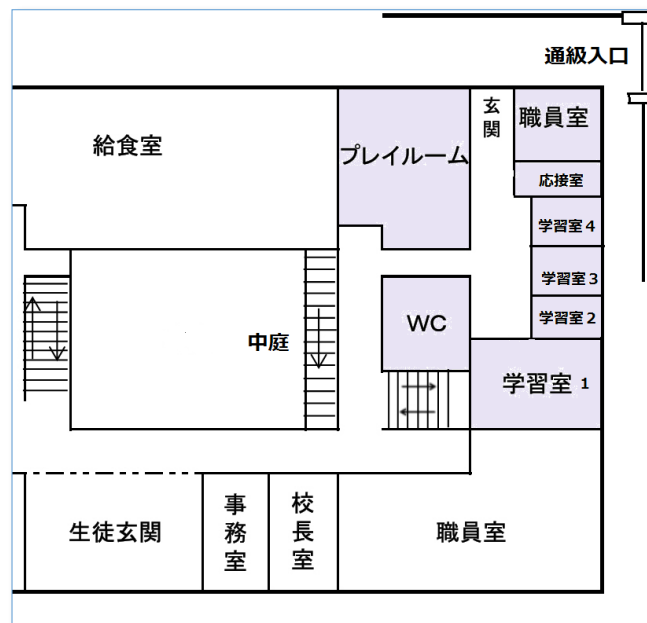 通級入口
給食室
プレイルーム
玄関
職員室
応接室
学習室4
学習室3
学習室2
学習室 1
WC
中庭
生徒玄関
事務室
校長室
職員室